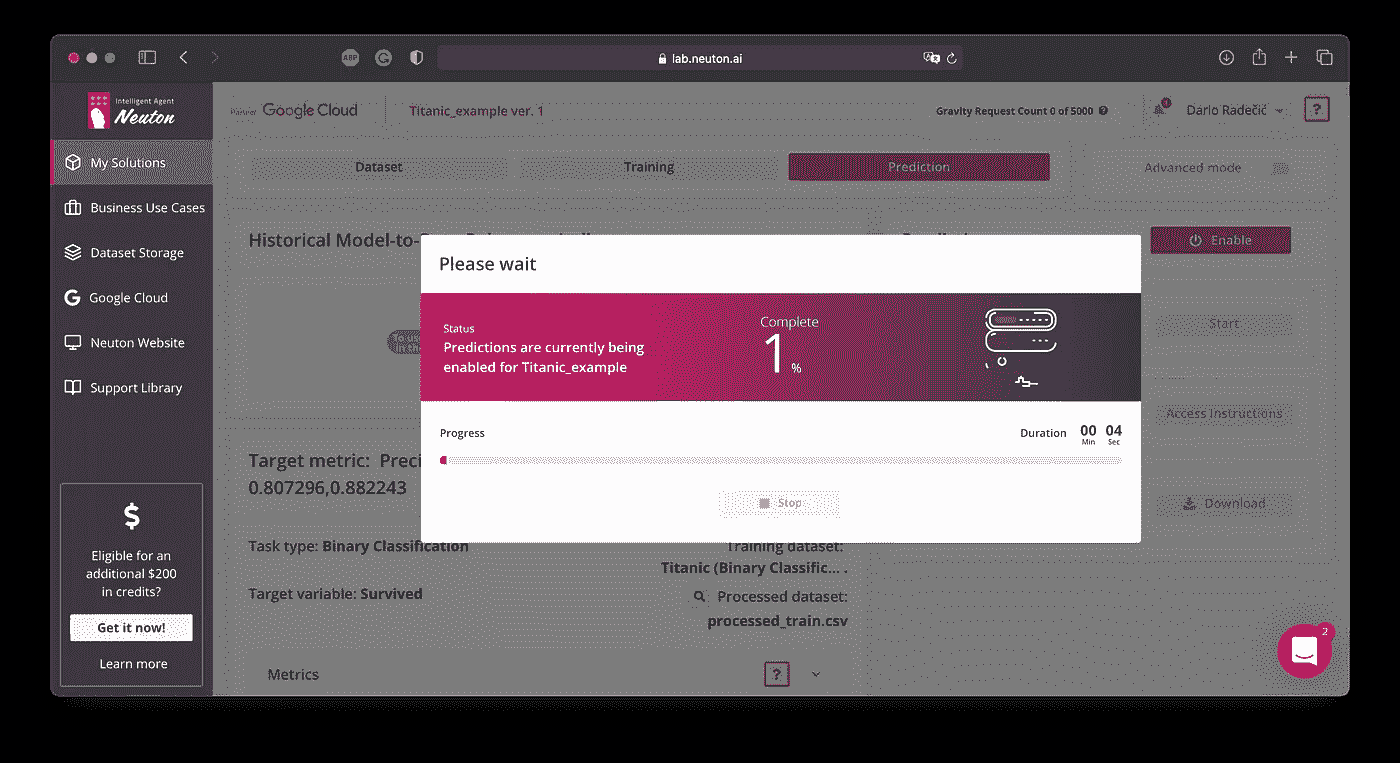 ABP
lab.neuton.ai
Intelligent Agent
Neuton
Google Cloud
Titanic_example ver. 1
Gravity Request Count 0 of 5000 ?
1
Dario Radečić
?
My Solutions
Business Use Cases
Dataset Storage
Google Cloud
Neuton Website
Support Library
Dataset
Training
Prediction
Advanced mode
Historical Model-to-
Enable
Please wait
Status
Predictions are currently being
enabled for Titanic_example
Complete
1 %
Progress
Duration 00 04
Min Sec
Stop
Start
Access Instructions
Download
Target metric: Preci
0.807296,0.882243
Task type: Binary Classification
Training dataset:
Titanic (Binary Classific... .
Target variable: Survived
Processed dataset:
processed_train.csv
Metrics
?
$
Eligible for an
additional $200
in credits?
Get it now!
Learn more
2